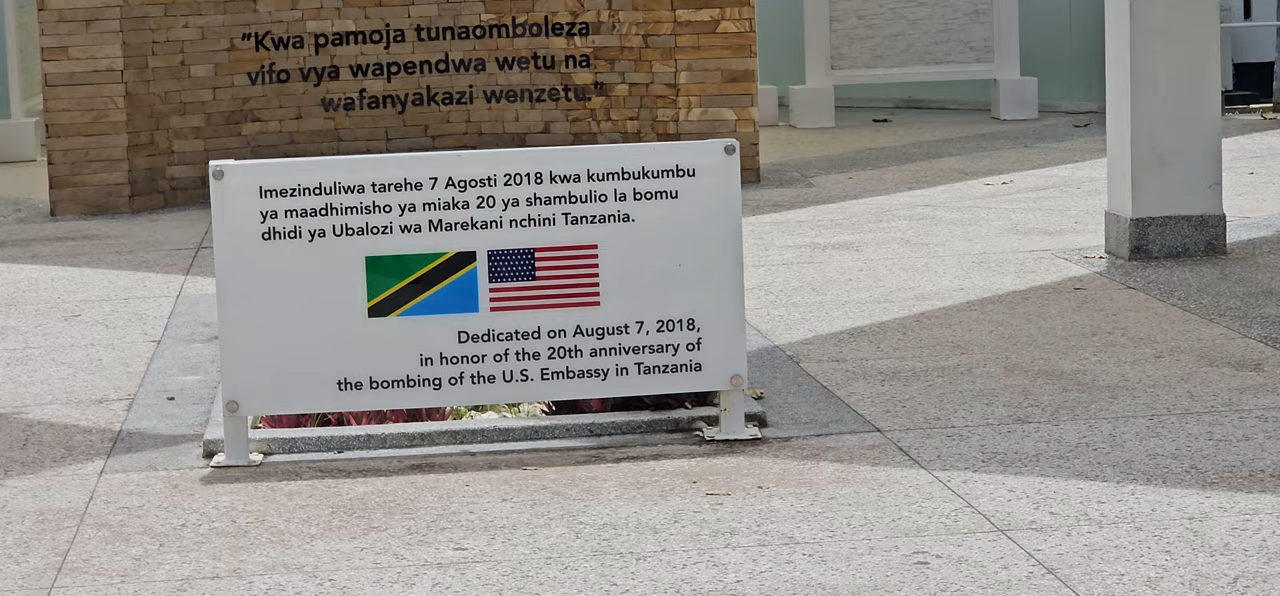 "Kwa pamoja tunaomboleza
vifo vya wapendwa wetu na
wafanyakazi wenzetu."
Imezinduliwa tarehe 7 Agosti 2018 kwa kumbukumbu
ya maadhimisho ya miaka 20 ya shambulio la bomu
dhidi ya Ubalozi wa Marekani nchini Tanzania.
Dedicated on August 7, 2018,
in honor of the 20th anniversary of
the bombing of the U.S. Embassy in Tanzania